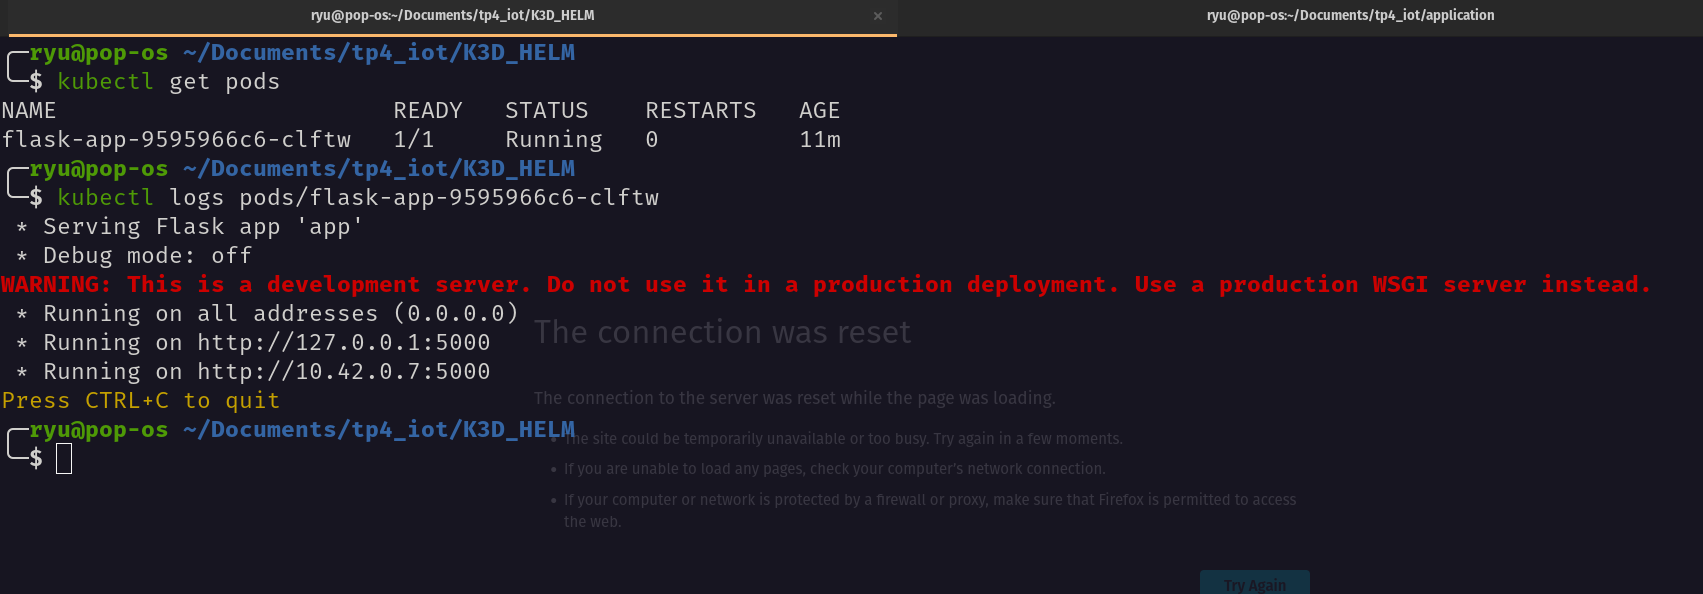 ryu@pop-os:~/Documents/tp4_iot/K3D_HELM × ryu@pop-os:~/Documents/tp4_iot/application
ryu@pop-os ~/Documents/tp4_iot/K3D_HELM
$ kubectl get pods
NAME READY STATUS RESTARTS AGE
flask-app-9595966c6-clftw 1/1 Running 0 11m
ryu@pop-os ~/Documents/tp4_iot/K3D_HELM
$ kubectl logs pods/flask-app-9595966c6-clftw
* Serving Flask app 'app'
* Debug mode: off
WARNING: This is a development server. Do not use it in a production deployment. Use a production WSGI server instead.
* Running on all addresses (0.0.0.0)
* Running on http://127.0.0.1:5000
* Running on http://10.42.0.7:5000
Press CTRL+C to quit
ryu@pop-os ~/Documents/tp4_iot/K3D_HELM
$
The connection was reset
The connection to the server was reset while the page was loading.
• The site could be temporarily unavailable or too busy. Try again in a few moments.
• If you are unable to load any pages, check your computer's network connection.
• If your computer or network is protected by a firewall or proxy, make sure that Firefox is permitted to access
the web.
Try Again